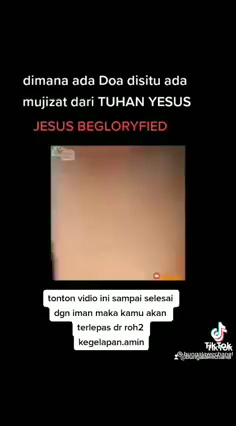 dimana ada Doa disitu ada
mujizat dari TUHAN YESUS
JESUS BEGLORYFIED
tonton vidio ini sampai selesai
dgn iman maka kamu akan
terlepas dr roh2
kegelapan.amin
TikTok